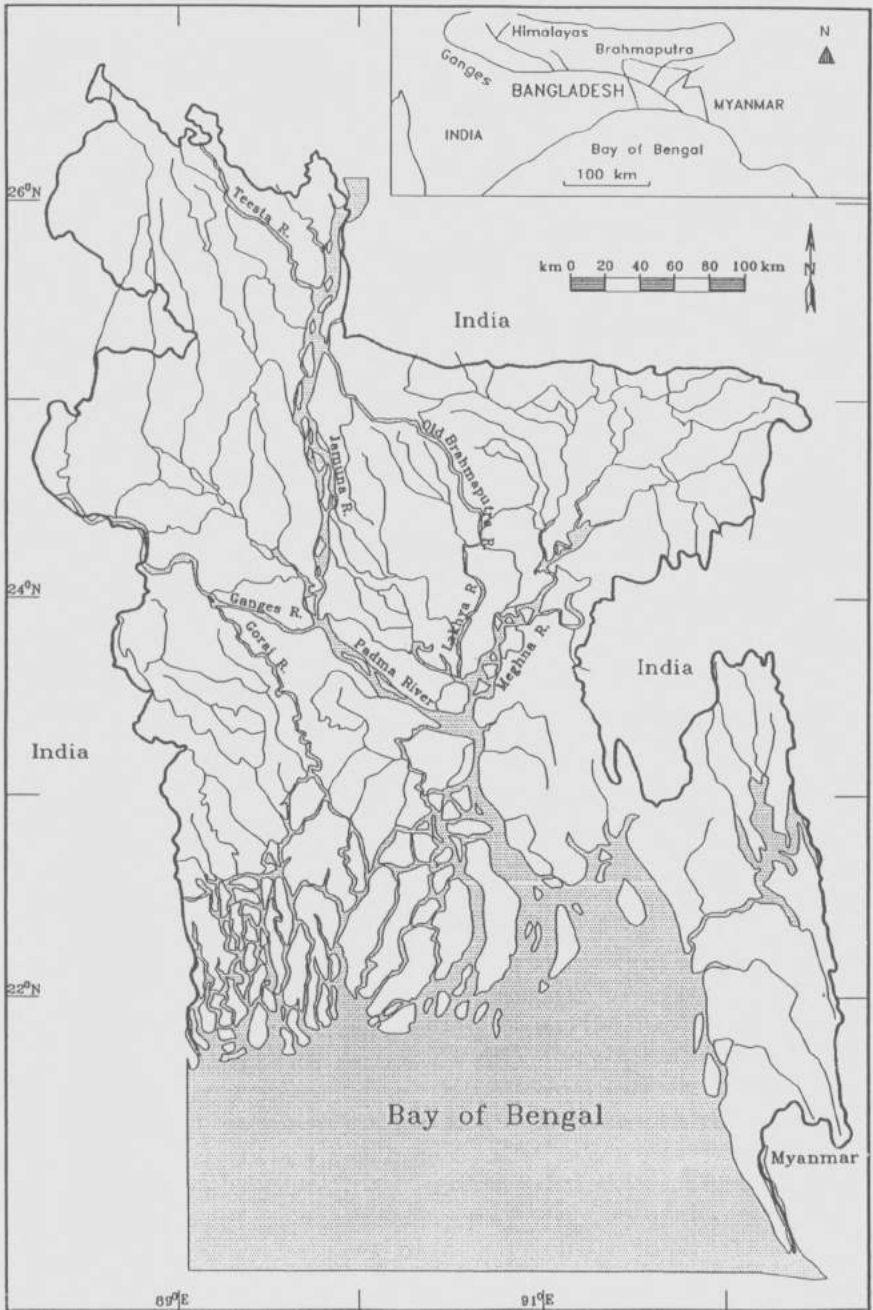 Himalayas
Brahmaputra
N
Ganges
BANGLADESH
MYANMAR
INDIA
Bay of Bengal
100 km
26°N
Teesta R.
km 0 20 40 60 80 100 km
N
India
Old Brahmaputra R.
Jamuna R.
24°N
Ganges R.
Gorai R.
Padma River
Lakhya R.
Meghna R.
India
India
22°N
Bay of Bengal
Myanmar
89°E
91°E